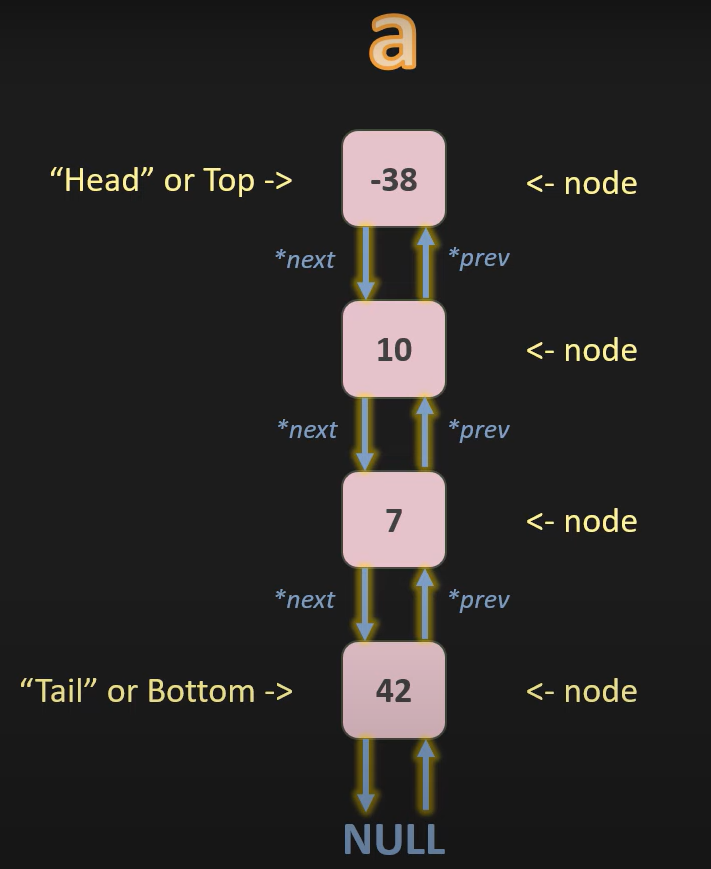 a
“Head” or Top -> -38 <- node
*next *prev
10 <- node
*next *prev
7 <- node
*next *prev
“Tail” or Bottom -> 42 <- node
NULL